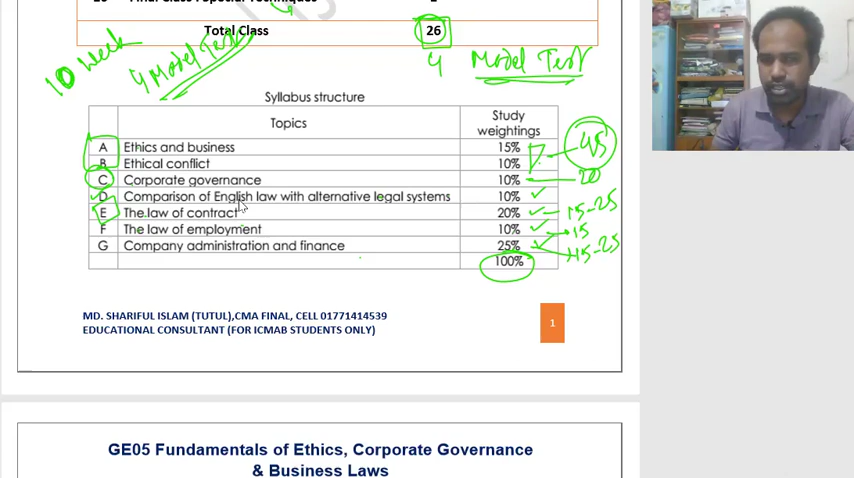 Total Class 26
10 Week
4 Model Test
4 Model Test
Syllabus structure
Topics Study weightings
A Ethics and business 15%
B Ethical conflict 10% 45
C Corporate governance 10% 20
D Comparison of English law with alternative legal systems 10%
E The law of contract 20% 15-25
F The law of employment 10% 15
G Company administration and finance 25% 15-25
100%
MD. SHARIFUL ISLAM (TUTUL),CMA FINAL, CELL 01771414539
EDUCATIONAL CONSULTANT (FOR ICMAB STUDENTS ONLY) 1
GE05 Fundamentals of Ethics, Corporate Governance
& Business Laws